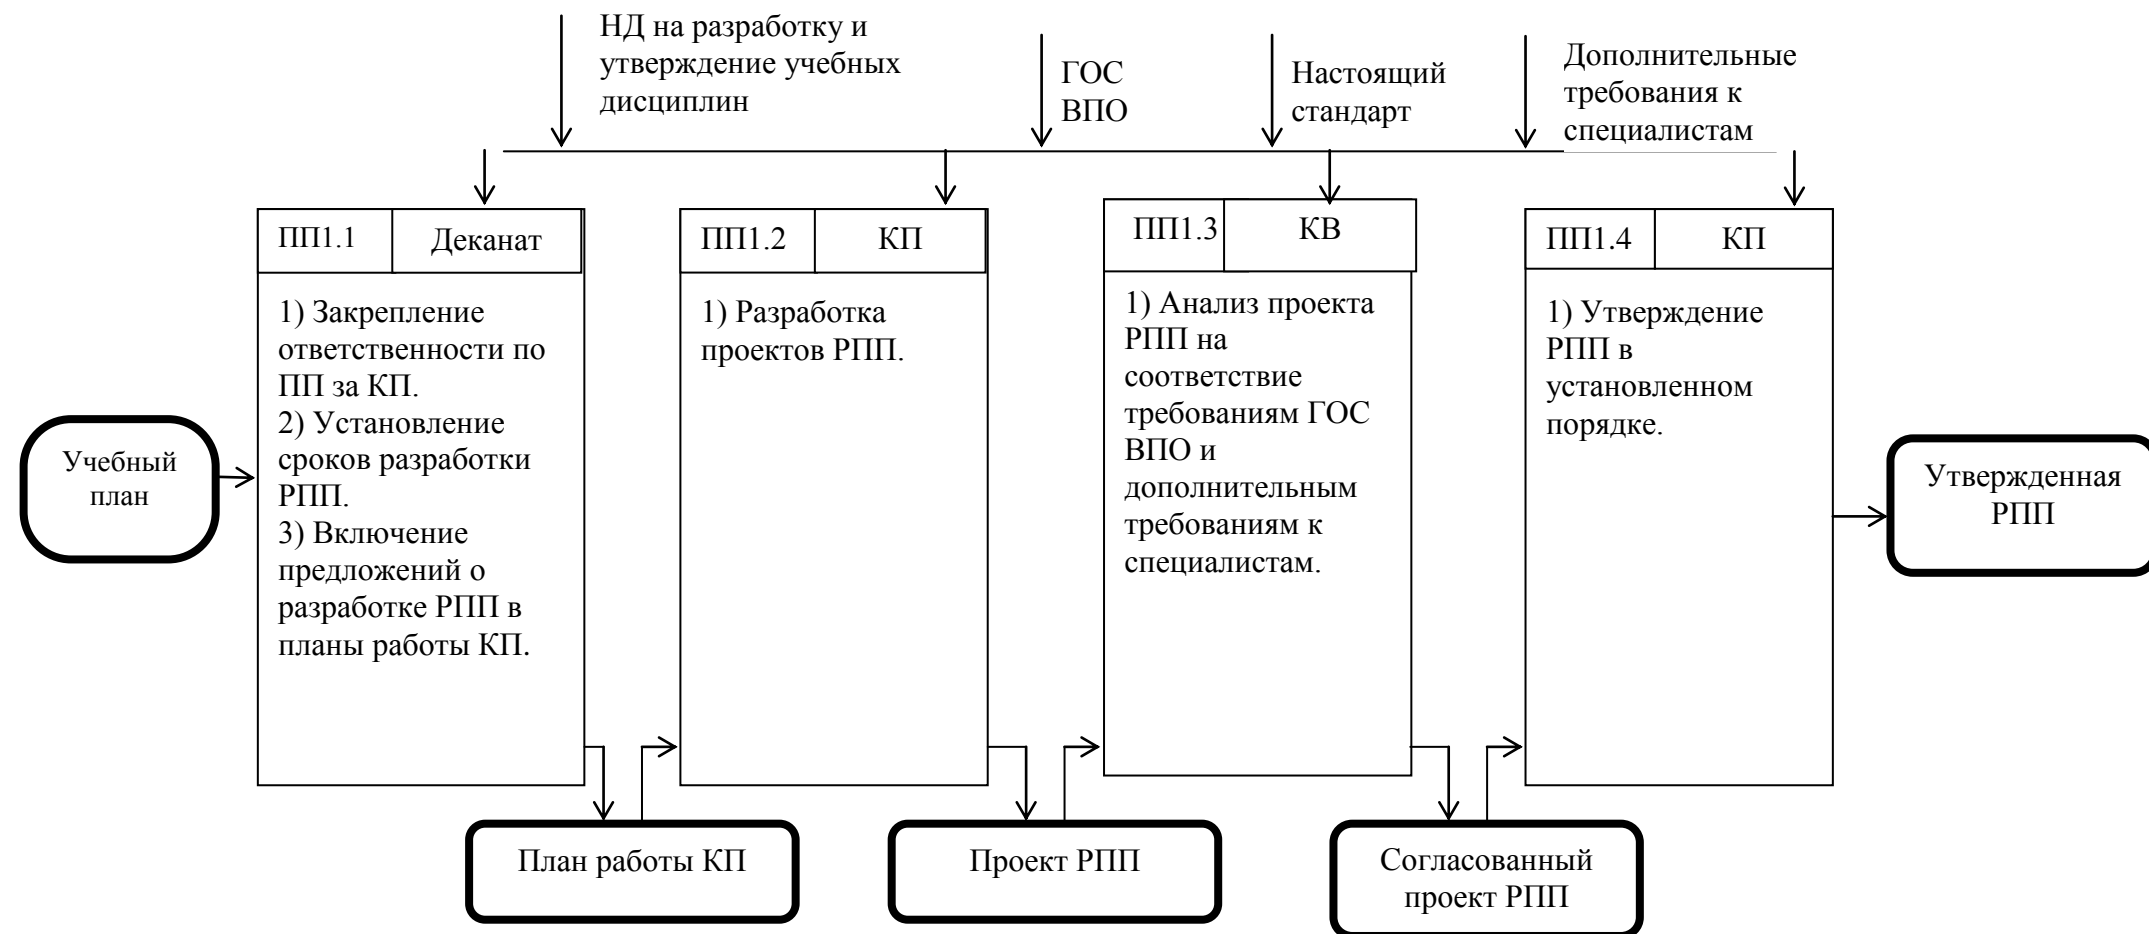 НД на разработку и
утверждение учебных
дисциплин
ГОС
ВПО
Настоящий
стандарт
Дополнительные
требования к
специалистам
ПП1.1
Деканат
1) Закрепление
ответственности по
ПП за КП.
2) Установление
сроков разработки
РПП.
3) Включение
предложений о
разработке РПП в
планы работы КП.
ПП1.2
КП
1) Разработка
проектов РПП.
ПП1.3
КВ
1) Анализ проекта
РПП на
соответствие
требованиям ГОС
ВПО и
дополнительным
требованиям к
специалистам.
ПП1.4
КП
1) Утверждение
РПП в
установленном
порядке.
Учебный
план
Утвержденная
РПП
План работы КП
Проект РПП
Согласованный
проект РПП